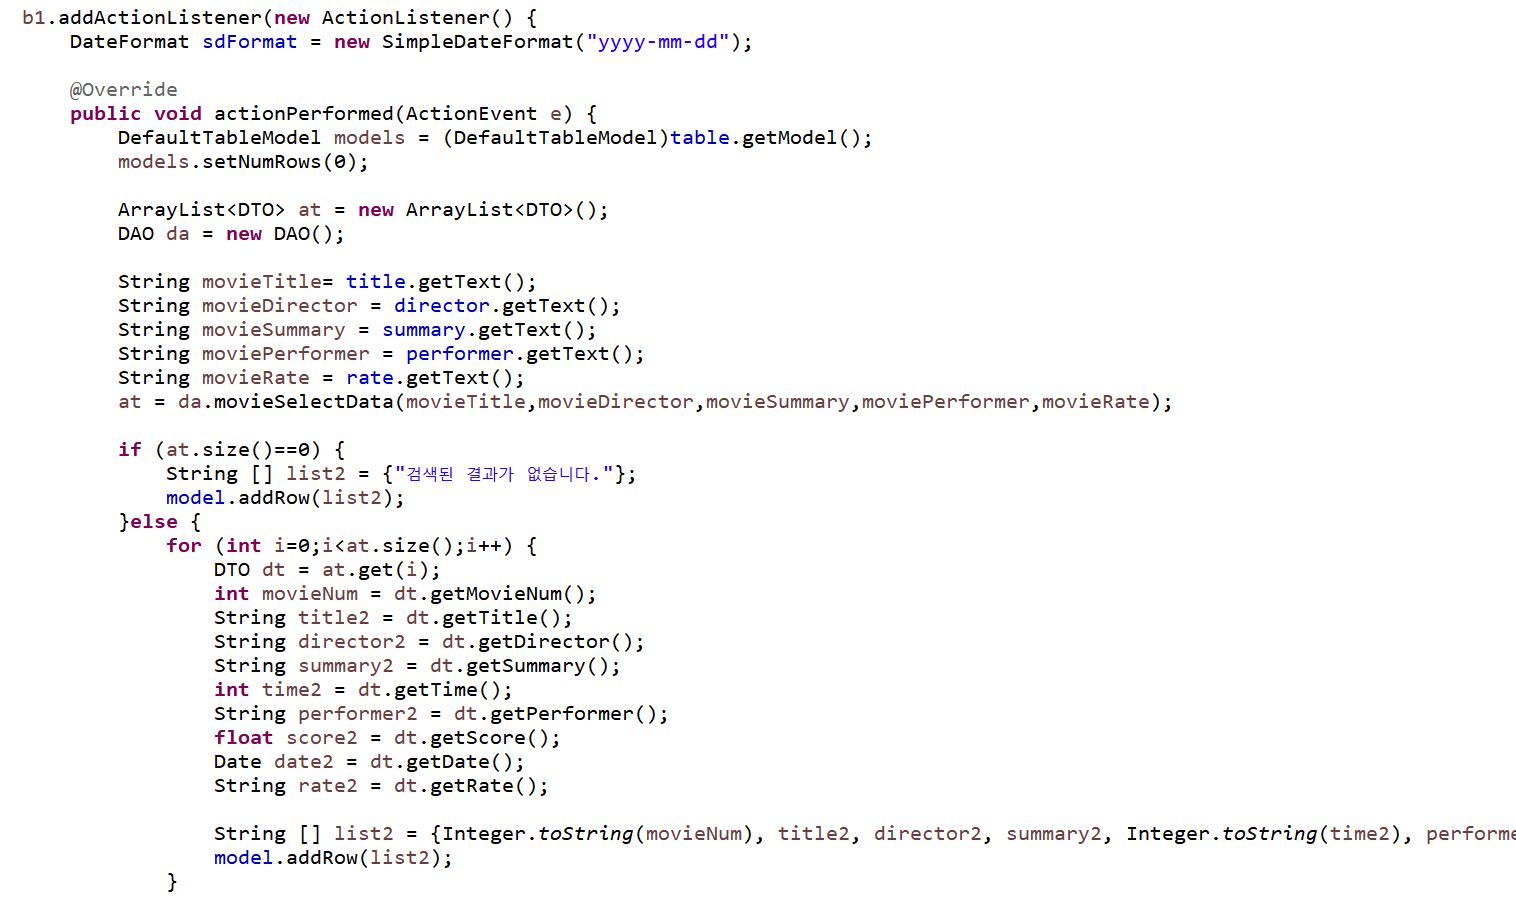 b1.addActionListener(new ActionListener() {
DateFormat sdFormat = new SimpleDateFormat("yyyy-mm-dd");
@Override
public void actionPerformed(ActionEvent e) {
DefaultTableModel models = (DefaultTableModel)table.getModel();
models.setNumRows(0);
ArrayList<DTO> at = new ArrayList<DTO>();
DAO da = new DAO();
String movieTitle= title.getText();
String movieDirector = director.getText();
String movieSummary = summary.getText();
String moviePerformer = performer.getText();
String movieRate = rate.getText();
at = da.movieSelectData(movieTitle,movieDirector,movieSummary,moviePerformer,movieRate);
if (at.size()==0) {
String [] list2 = {"검색된 결과가 없습니다."};
model.addRow(list2);
}else {
for (int i=0;i<at.size();i++) {
DTO dt = at.get(i);
int movieNum = dt.getMovieNum();
String title2 = dt.getTitle();
String director2 = dt.getDirector();
String summary2 = dt.getSummary();
int time2 = dt.getTime();
String performer2 = dt.getPerformer();
float score2 = dt.getScore();
Date date2 = dt.getDate();
String rate2 = dt.getRate();
String [] list2 = {Integer.toString(movieNum), title2, director2, summary2, Integer.toString(time2), performe
model.addRow(list2);
}